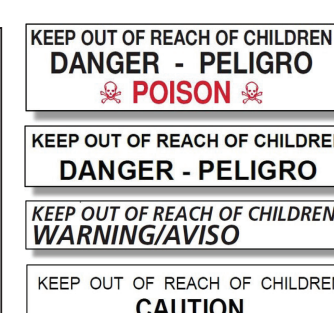 KEEP OUT OF REACH OF CHILDREN
DANGER - PELIGRO
POISON
KEEP OUT OF REACH OF CHILDRE
DANGER - PELIGRO
KEEP OUT OF REACH OF CHILDREN
WARNING/AVISO
KEEP OUT OF REACH OF CHILDRE
CAUTION